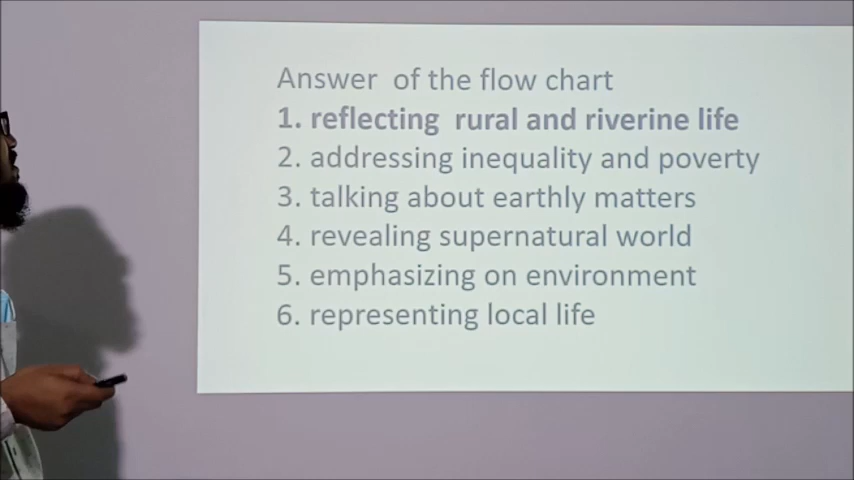 Answer of the flow chart
1. reflecting rural and riverine life
2. addressing inequality and poverty
3. talking about earthly matters
4. revealing supernatural world
5. emphasizing on environment
6. representing local life